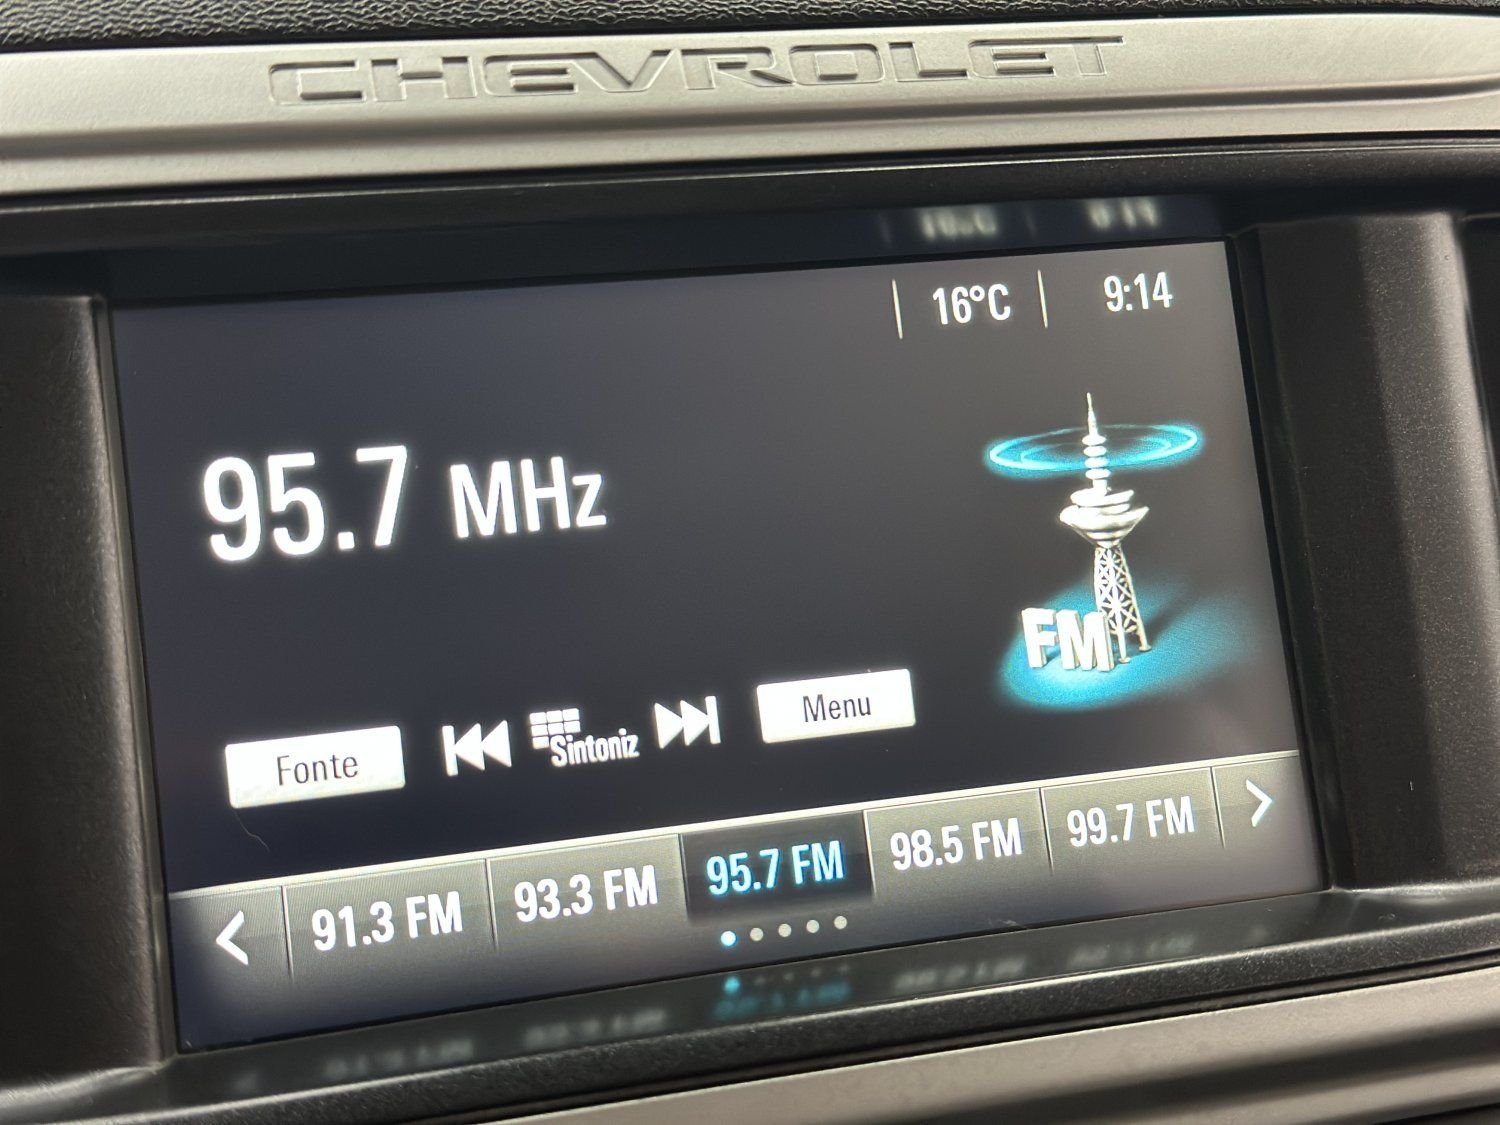 CHEVROLET
16°C 9:14
95.7 MHz
FM
Fonte Sintoniz Menu
91.3 FM 93.3 FM 95.7 FM 98.5 FM 99.7 FM